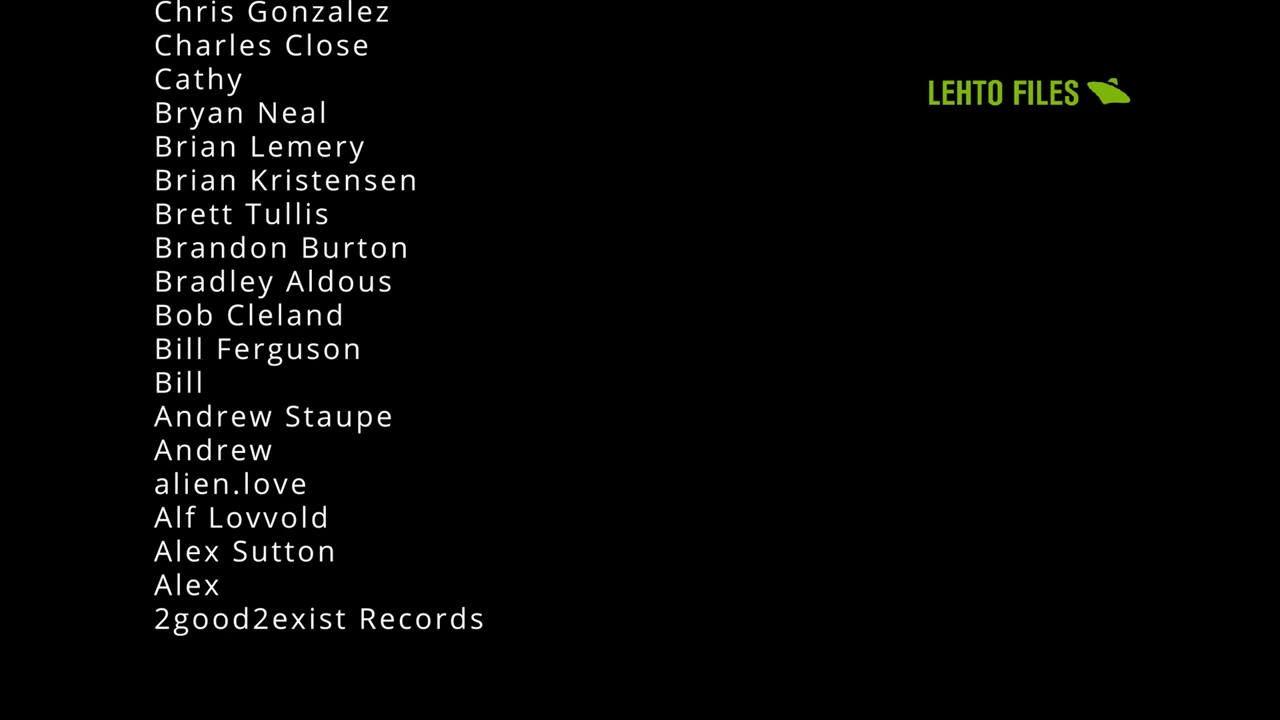 Chris Gonzalez
Charles Close
Cathy
Bryan Neal
Brian Lemery
Brian Kristensen
Brett Tullis
Brandon Burton
Bradley Aldous
Bob Cleland
Bill Ferguson
Bill
Andrew Staupe
Andrew
alien.love
Alf Lovvold
Alex Sutton
Alex
2good2exist Records
LEHTO FILES